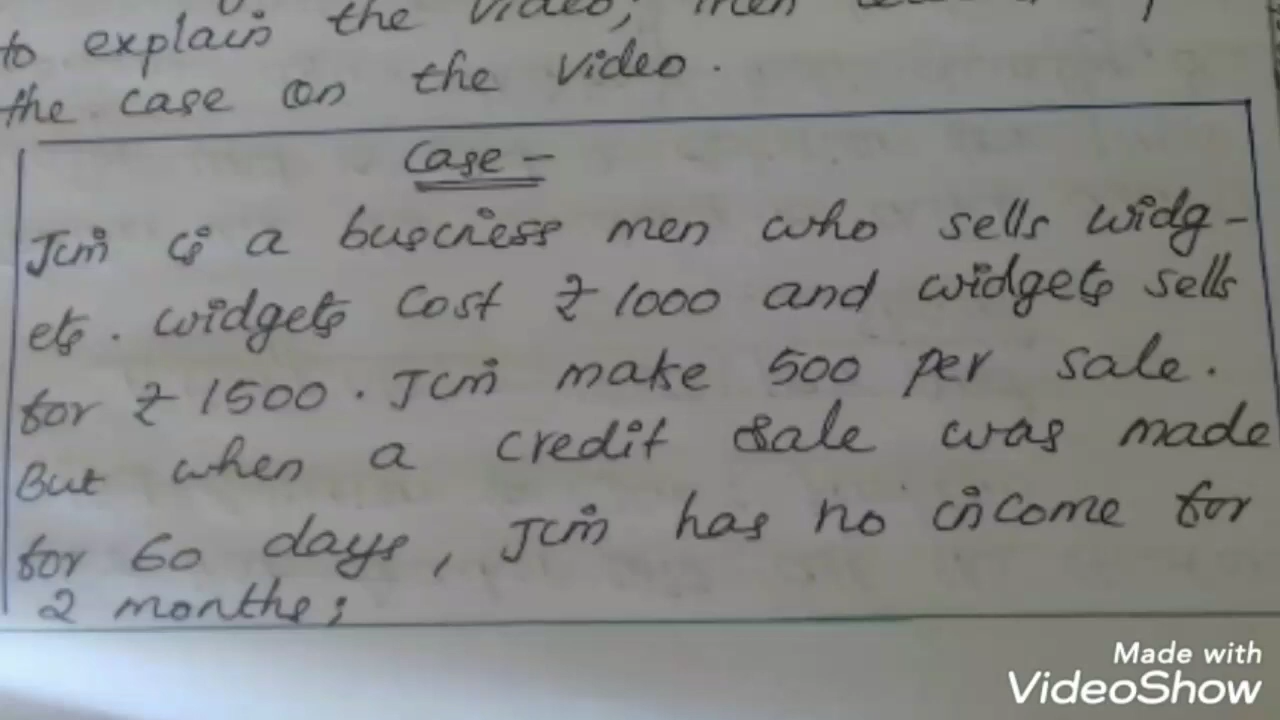 to explain the video, then
the case on the video.
Case -
Jim is a business men who sells widg-
ets. widgets cost ₹ 1000 and widgets sells
for ₹ 1500. Jim make 500 per sale.
But when a credit sale was made
for 60 days, Jim has no income for
2 months;
Made with
VideoShow